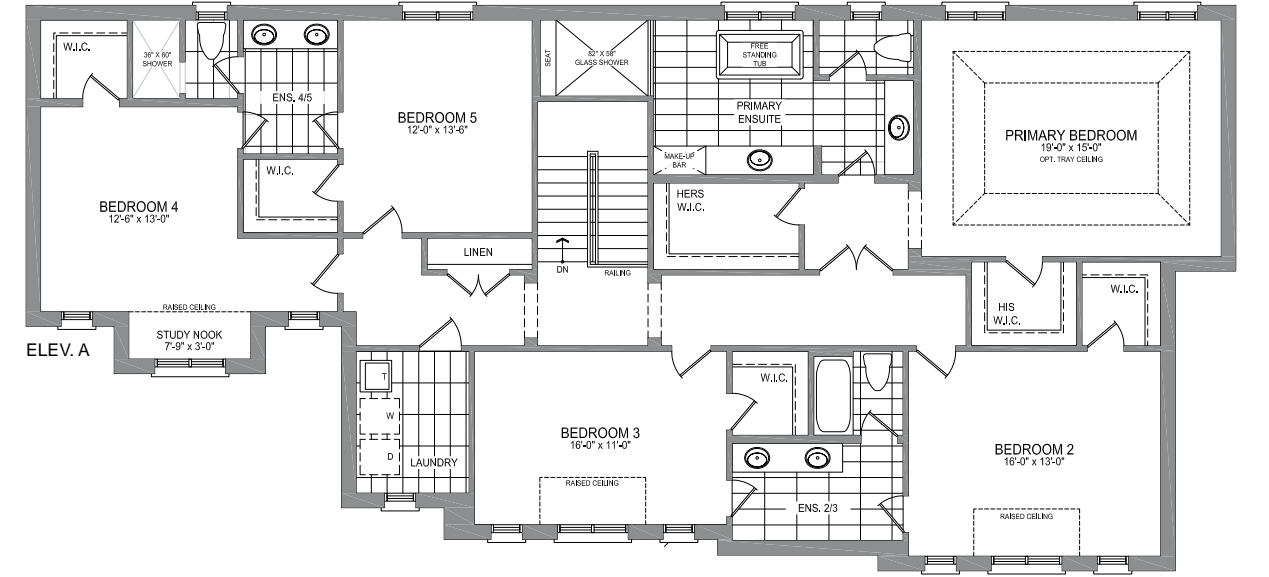 W.I.C.
36" X 60"
SHOWER
ENS. 4/5
BEDROOM 5
12'-0" x 13'-6"
SEAT
82" X 58"
GLASS SHOWER
FREE
STANDING
TUB
PRIMARY
ENSUITE
MAKE-UP
BAR
PRIMARY BEDROOM
19'-0" x 15'-0"
OPT. TRAY CEILING
W.I.C.
BEDROOM 4
12'-6" x 13'-0"
HERS
W.I.C.
LINEN
DN
RAILING
HIS
W.I.C.
W.I.C.
RAISED CEILING
STUDY NOOK
7'-9" x 3'-0"
ELEV. A
T
W
D
LAUNDRY
BEDROOM 3
16'-0" x 11'-0"
RAISED CEILING
W.I.C.
ENS. 2/3
BEDROOM 2
16'-0" x 13'-0"
RAISED CEILING